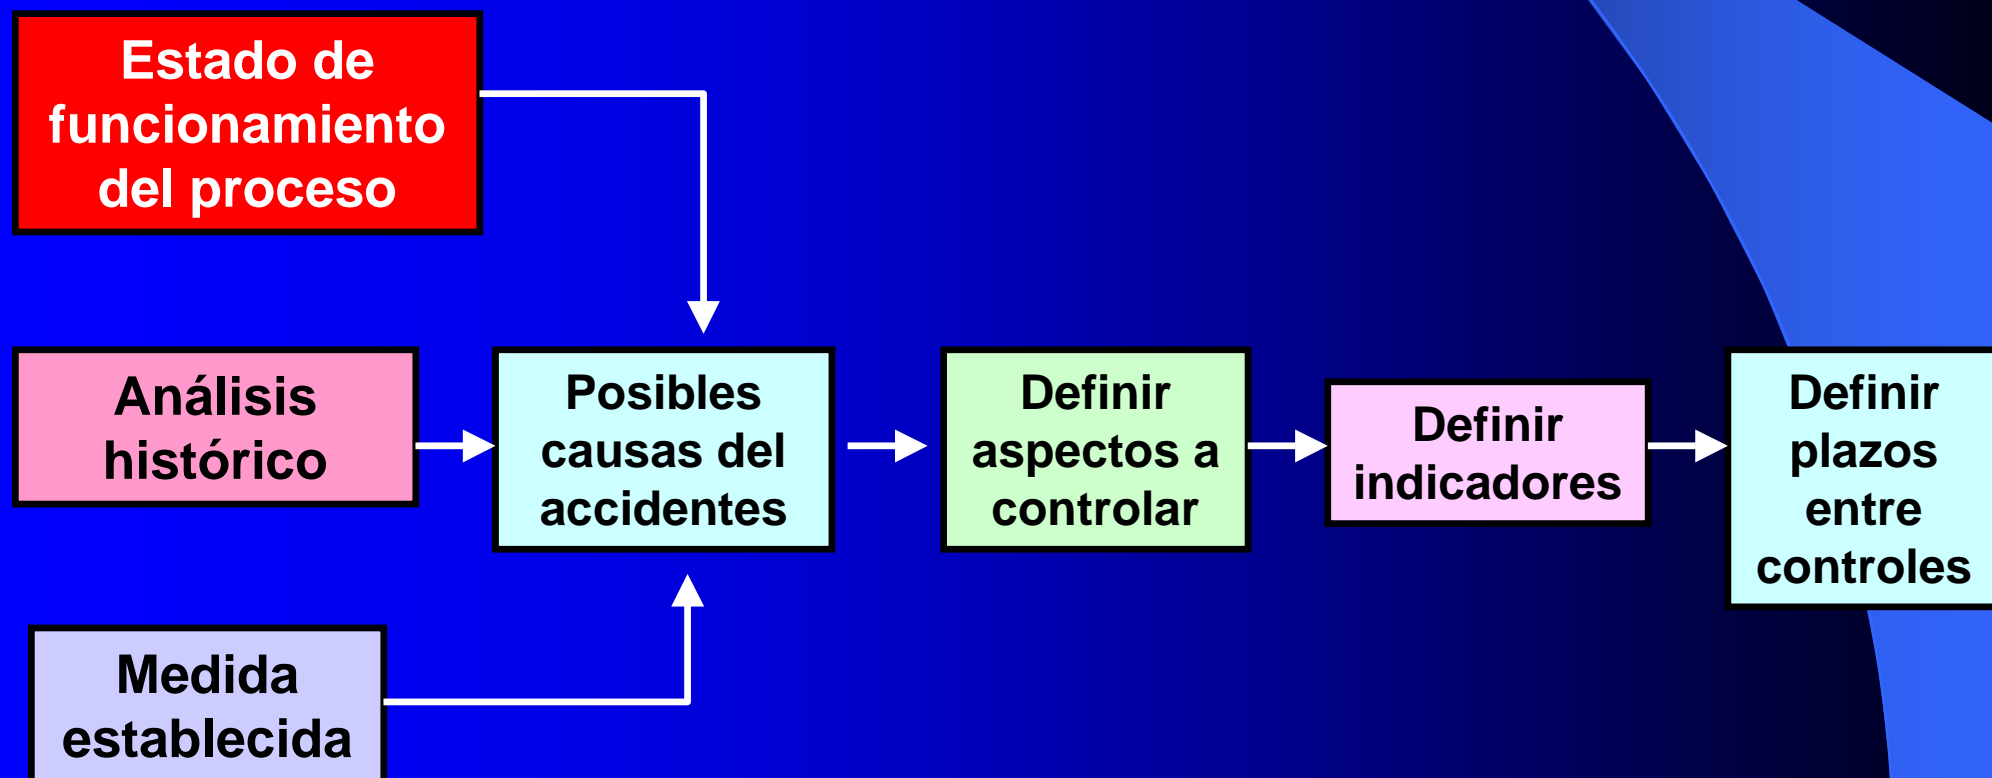 Estado de
funcionamiento
del proceso
Análisis
histórico
Posibles
causas del
accidentes
Definir
aspectos a
controlar
Definir
indicadores
Definir
plazos
entre
controles
Medida
establecida